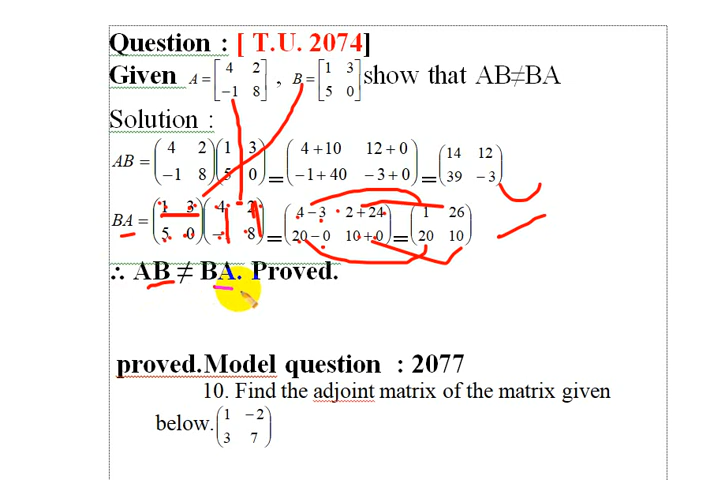 Question : [ T.U. 2074]
Given A = [4 2 −1 8] , B = [1 3 5 0] show that AB≠BA
Solution :
AB = (4 2 −1 8)(1 3 5 0) = (4+10 12+0 −1+40 −3+0) = (14 12 39 −3)
BA = (1 3 5 0)(4 2 −1 8) = (4−3 2+24 20−0 10+0) = (1 26 20 10)
∴ AB ≠ BA. Proved.
proved.Model question : 2077
10. Find the adjoint matrix of the matrix given
below. (1 −2 3 7)